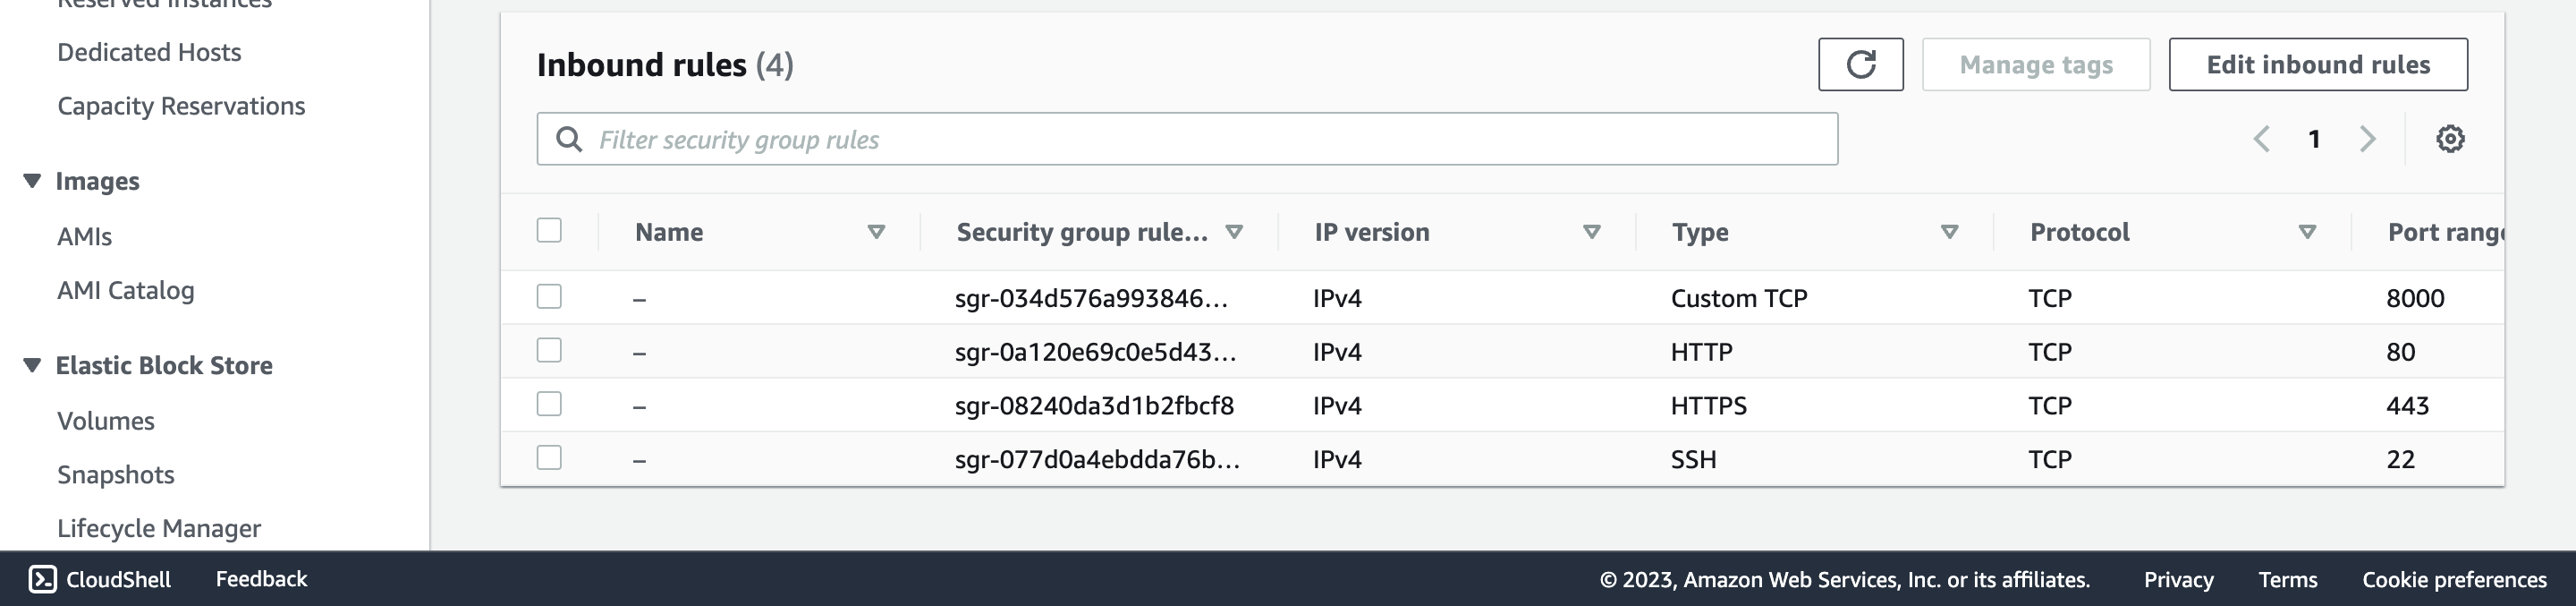 Reserved Instances
Dedicated Hosts
Capacity Reservations
Images
AMIs
AMI Catalog
Elastic Block Store
Volumes
Snapshots
Lifecycle Manager
Inbound rules (4)
Manage tags
Edit inbound rules
Filter security group rules
1
Name Security group rule... IP version Type Protocol Port range
– sgr-034d576a993846... IPv4 Custom TCP TCP 8000
– sgr-0a120e69c0e5d43... IPv4 HTTP TCP 80
– sgr-08240da3d1b2fbcf8 IPv4 HTTPS TCP 443
– sgr-077d0a4ebdda76b... IPv4 SSH TCP 22
CloudShell Feedback © 2023, Amazon Web Services, Inc. or its affiliates. Privacy Terms Cookie preferences